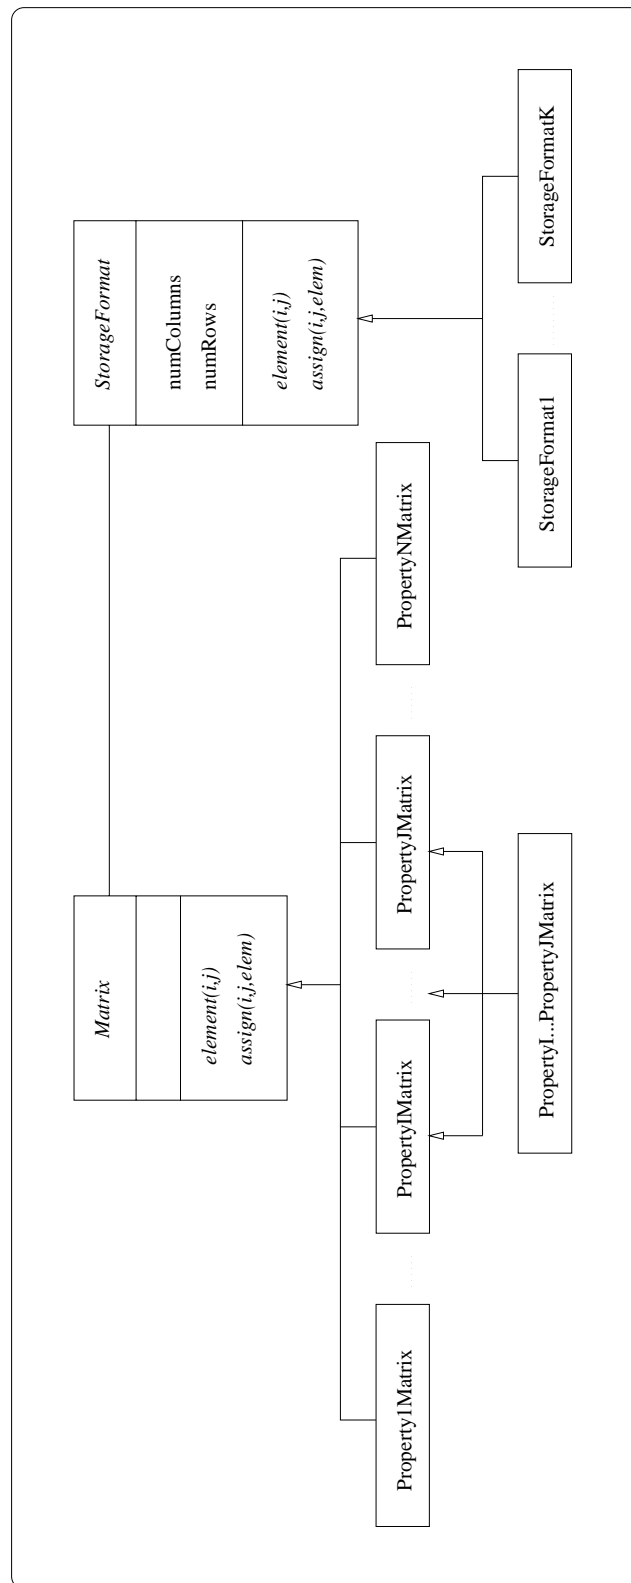 Matrix
element(i,j)
assign(i,j,elem)
StorageFormat
numColumns
numRows
element(i,j)
assign(i,j,elem)
Property1Matrix
PropertyIMatrix
PropertyJMatrix
PropertyNMatrix
PropertyI...PropertyJMatrix
StorageFormat1
StorageFormatK